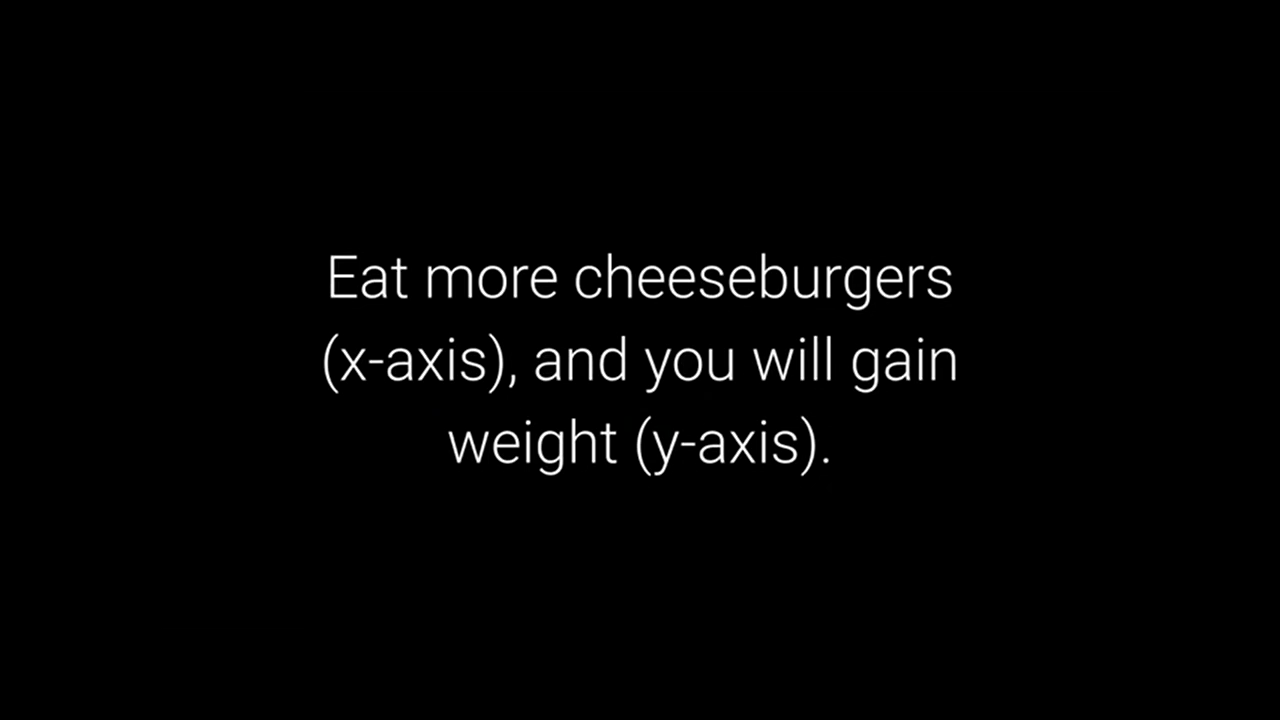 Eat more cheeseburgers
(x-axis), and you will gain
weight (y-axis).